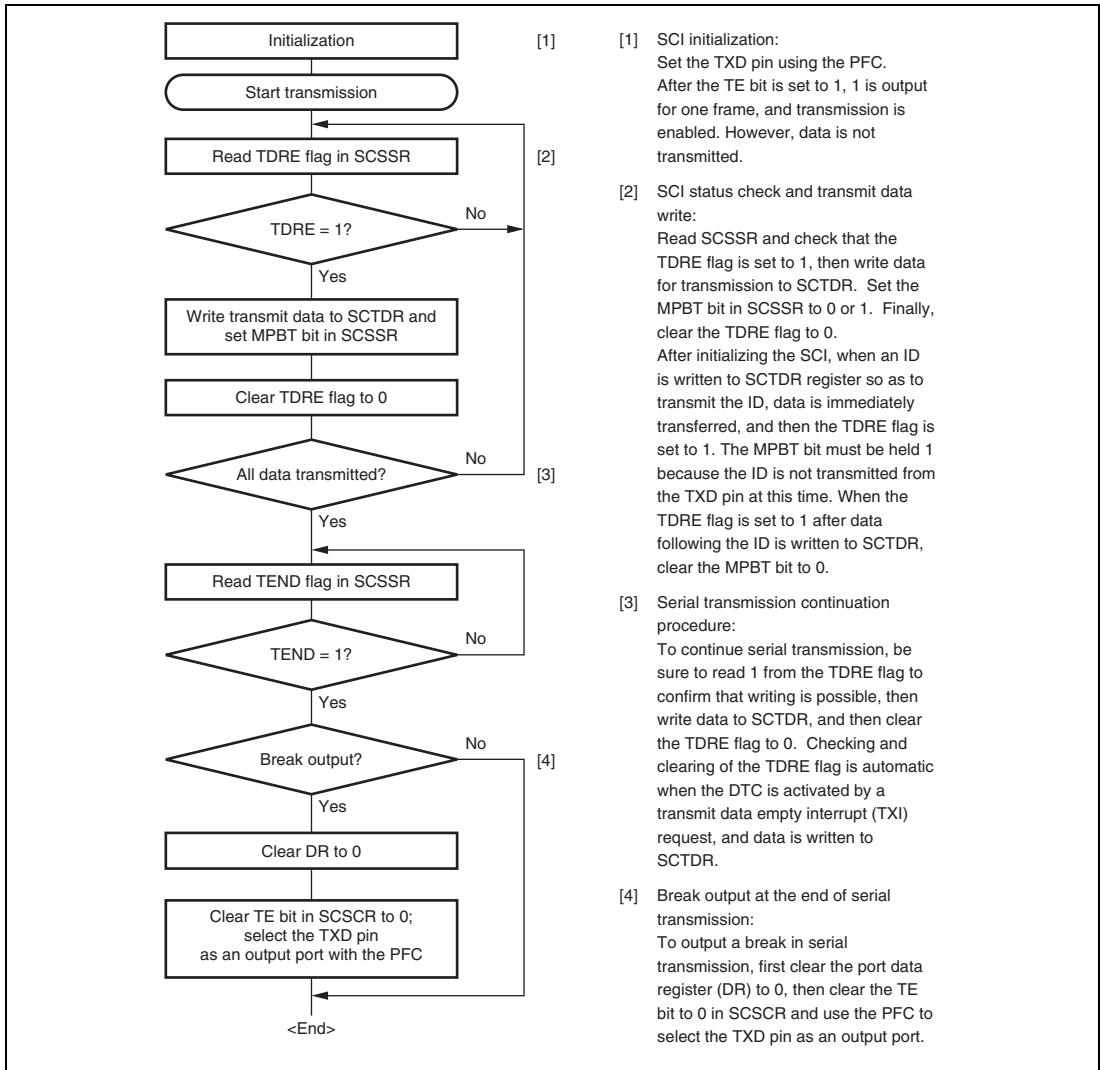 Initialization
[1]
Start transmission
Read TDRE flag in SCSSR
[2]
TDRE = 1?
No
Yes
Write transmit data to SCTDR and
set MPBT bit in SCSSR
Clear TDRE flag to 0
All data transmitted?
No
[3]
Yes
Read TEND flag in SCSSR
TEND = 1?
No
Yes
Break output?
No
[4]
Yes
Clear DR to 0
Clear TE bit in SCSCR to 0;
select the TXD pin
as an output port with the PFC
<End>
[1] SCI initialization:
Set the TXD pin using the PFC.
After the TE bit is set to 1, 1 is output
for one frame, and transmission is
enabled. However, data is not
transmitted.
[2] SCI status check and transmit data
write:
Read SCSSR and check that the
TDRE flag is set to 1, then write data
for transmission to SCTDR. Set the
MPBT bit in SCSSR to 0 or 1. Finally,
clear the TDRE flag to 0.
After initializing the SCI, when an ID
is written to SCTDR register so as to
transmit the ID, data is immediately
transferred, and then the TDRE flag is
set to 1. The MPBT bit must be held 1
because the ID is not transmitted from
the TXD pin at this time. When the
TDRE flag is set to 1 after data
following the ID is written to SCTDR,
clear the MPBT bit to 0.
[3] Serial transmission continuation
procedure:
To continue serial transmission, be
sure to read 1 from the TDRE flag to
confirm that writing is possible, then
write data to SCTDR, and then clear
the TDRE flag to 0. Checking and
clearing of the TDRE flag is automatic
when the DTC is activated by a
transmit data empty interrupt (TXI)
request, and data is written to
SCTDR.
[4] Break output at the end of serial
transmission:
To output a break in serial
transmission, first clear the port data
register (DR) to 0, then clear the TE
bit to 0 in SCSCR and use the PFC to
select the TXD pin as an output port.